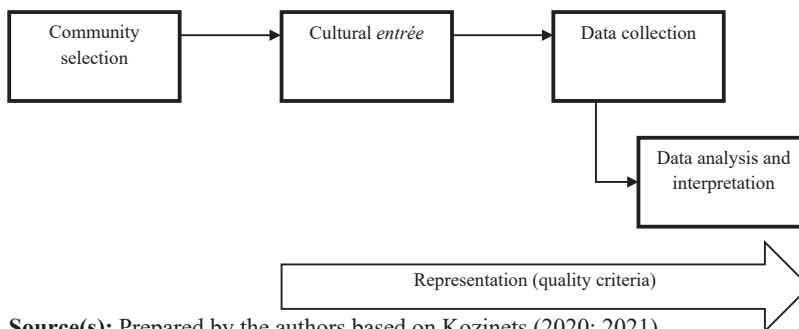 Community
selection
Cultural entrée
Data collection
Data analysis and
interpretation
Representation (quality criteria)
Source(s): Prepared by the authors based on Kozinets (2020; 2021)